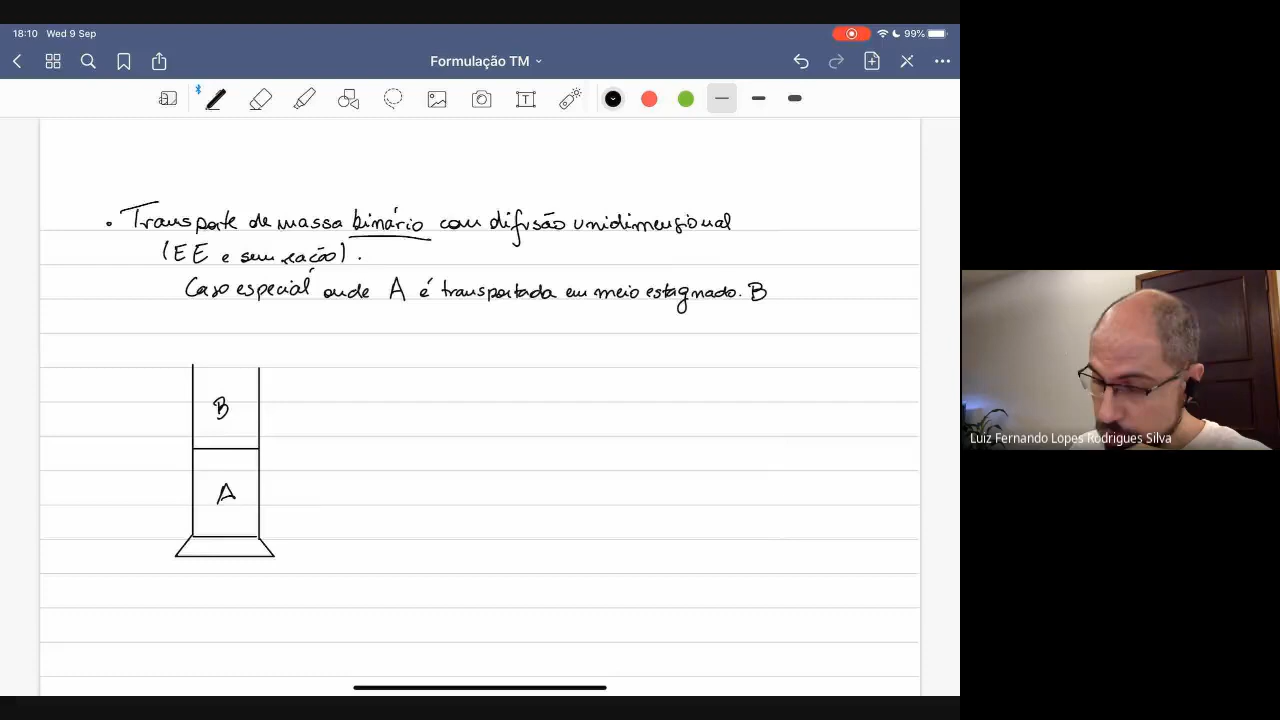 18:10 Wed 9 Sep
99%
Formulação TM
T
• Transporte de massa binário com difusão unidimensional
(EE e sem reação).
Caso especial onde A é transportada em meio estagnado. B
B
A
Luiz Fernando Lopes Rodrigues Silva